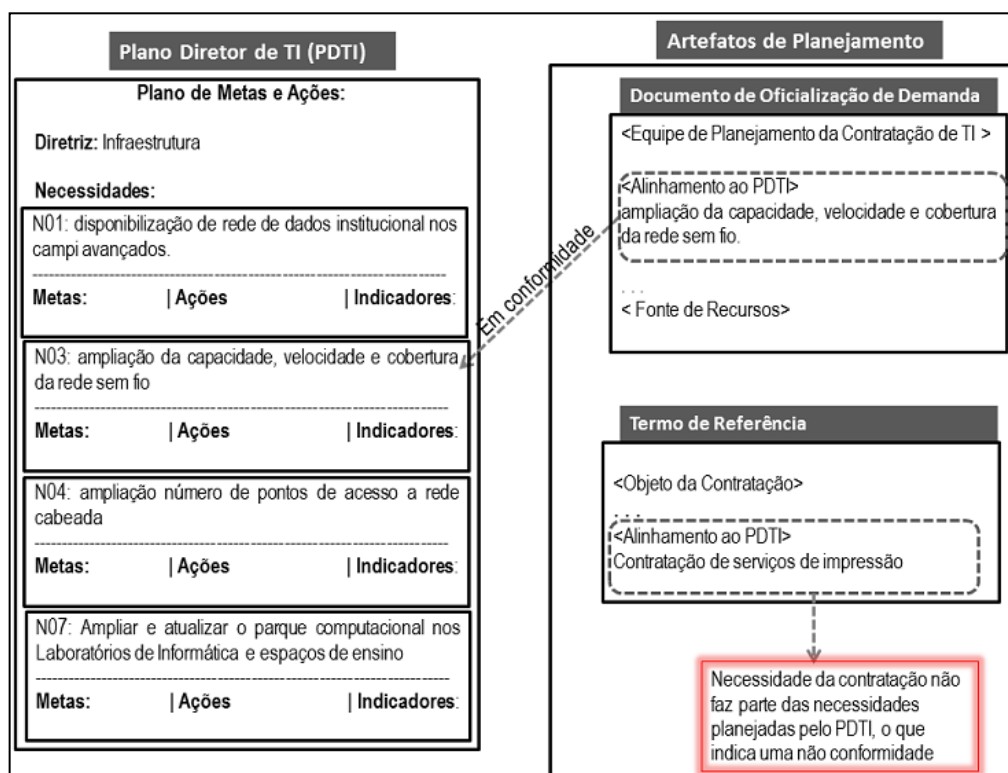 Plano Diretor de TI (PDTI)
Plano de Metas e Ações:
Diretriz: Infraestrutura
Necessidades:
N01: disponibilização de rede de dados institucional nos
campi avançados.
Metas: | Ações | Indicadores:
N03: ampliação da capacidade, velocidade e cobertura
da rede sem fio
Metas: | Ações | Indicadores:
N04: ampliação número de pontos de acesso a rede
cabeada
Metas: | Ações | Indicadores:
N07: Ampliar e atualizar o parque computacional nos
Laboratórios de Informática e espaços de ensino
Metas: | Ações | Indicadores:
Em conformidade
Artefatos de Planejamento
Documento de Oficialização de Demanda
<Equipe de Planejamento da Contratação de TI >
<Alinhamento ao PDTI>
ampliação da capacidade, velocidade e cobertura
da rede sem fio.
. . .
< Fonte de Recursos>
Termo de Referência
<Objeto da Contratação>
. . .
<Alinhamento ao PDTI>
Contratação de serviços de impressão
Necessidade da contratação não
faz parte das necessidades
planejadas pelo PDTI, o que
indica uma não conformidade